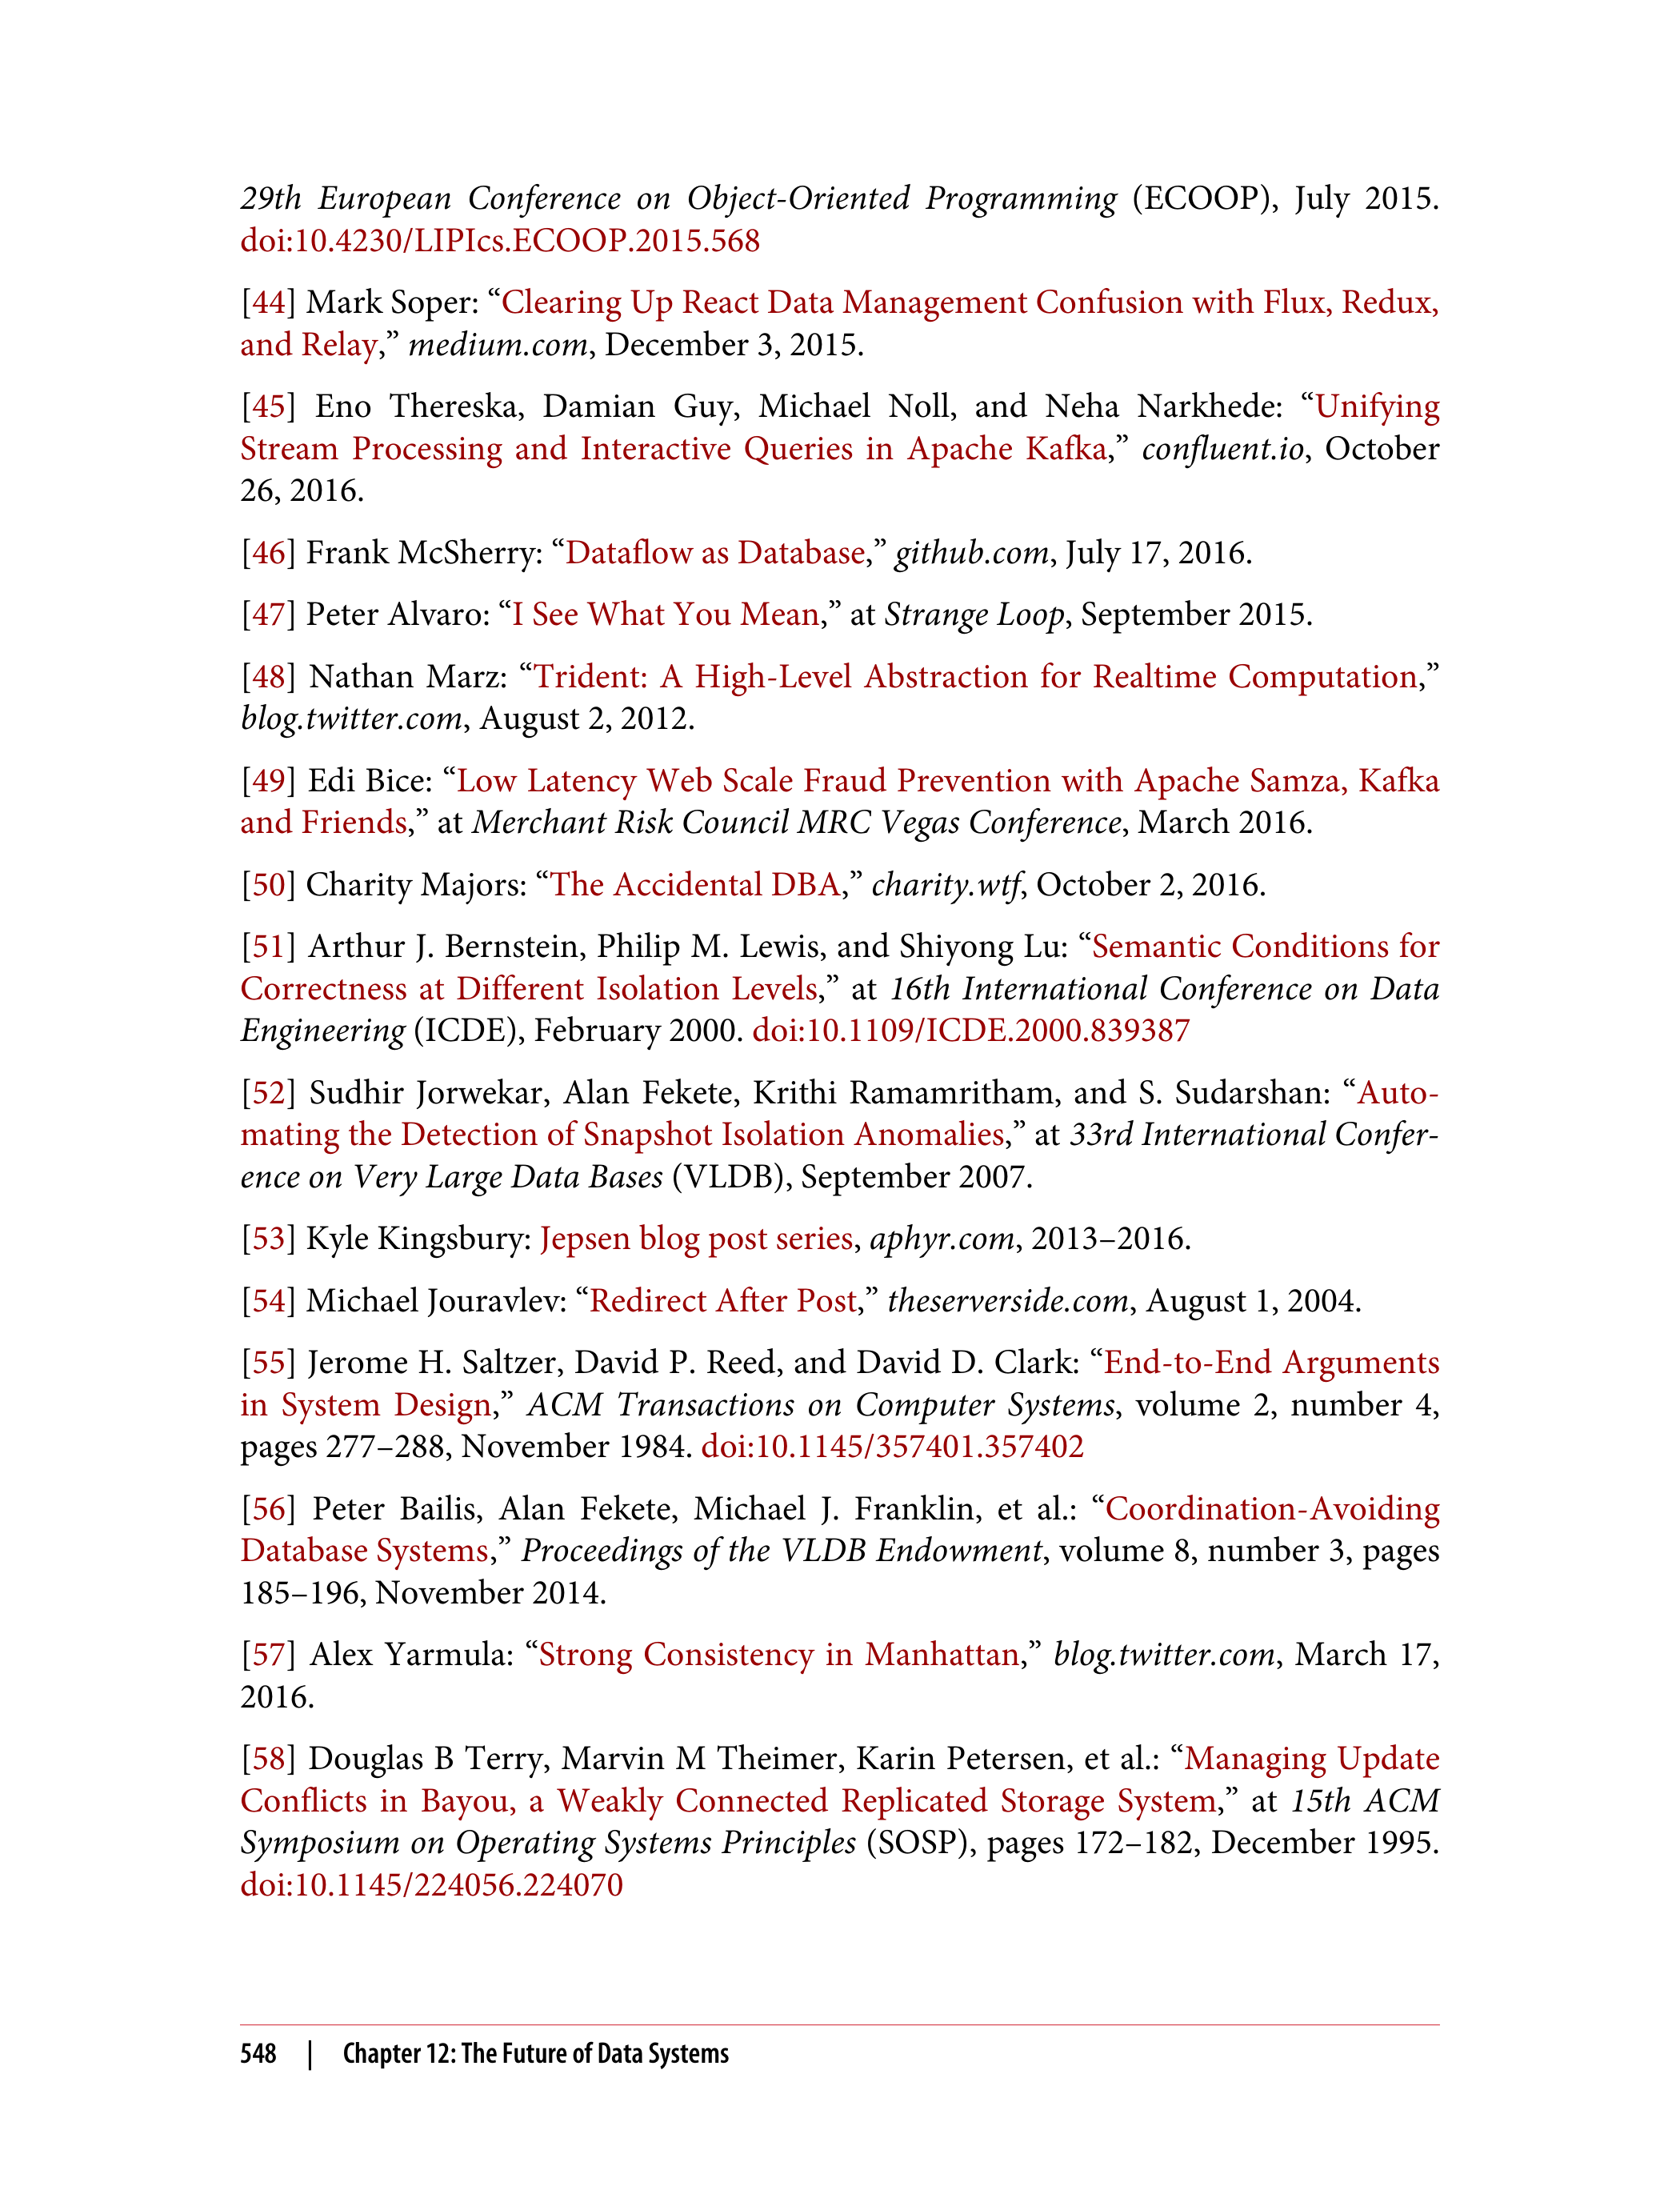 29th European Conference on Object-Oriented Programming (ECOOP), July 2015.
doi:10.4230/LIPIcs.ECOOP.2015.568
[44] Mark Soper: “Clearing Up React Data Management Confusion with Flux, Redux,
and Relay,” medium.com, December 3, 2015.
[45] Eno Thereska, Damian Guy, Michael Noll, and Neha Narkhede: “Unifying
Stream Processing and Interactive Queries in Apache Kafka,” confluent.io, October
26, 2016.
[46] Frank McSherry: “Dataflow as Database,” github.com, July 17, 2016.
[47] Peter Alvaro: “I See What You Mean,” at Strange Loop, September 2015.
[48] Nathan Marz: “Trident: A High-Level Abstraction for Realtime Computation,”
blog.twitter.com, August 2, 2012.
[49] Edi Bice: “Low Latency Web Scale Fraud Prevention with Apache Samza, Kafka
and Friends,” at Merchant Risk Council MRC Vegas Conference, March 2016.
[50] Charity Majors: “The Accidental DBA,” charity.wtf, October 2, 2016.
[51] Arthur J. Bernstein, Philip M. Lewis, and Shiyong Lu: “Semantic Conditions for
Correctness at Different Isolation Levels,” at 16th International Conference on Data
Engineering (ICDE), February 2000. doi:10.1109/ICDE.2000.839387
[52] Sudhir Jorwekar, Alan Fekete, Krithi Ramamritham, and S. Sudarshan: “Auto-
mating the Detection of Snapshot Isolation Anomalies,” at 33rd International Confer-
ence on Very Large Data Bases (VLDB), September 2007.
[53] Kyle Kingsbury: Jepsen blog post series, aphyr.com, 2013–2016.
[54] Michael Jouravlev: “Redirect After Post,” theserverside.com, August 1, 2004.
[55] Jerome H. Saltzer, David P. Reed, and David D. Clark: “End-to-End Arguments
in System Design,” ACM Transactions on Computer Systems, volume 2, number 4,
pages 277–288, November 1984. doi:10.1145/357401.357402
[56] Peter Bailis, Alan Fekete, Michael J. Franklin, et al.: “Coordination-Avoiding
Database Systems,” Proceedings of the VLDB Endowment, volume 8, number 3, pages
185–196, November 2014.
[57] Alex Yarmula: “Strong Consistency in Manhattan,” blog.twitter.com, March 17,
2016.
[58] Douglas B Terry, Marvin M Theimer, Karin Petersen, et al.: “Managing Update
Conflicts in Bayou, a Weakly Connected Replicated Storage System,” at 15th ACM
Symposium on Operating Systems Principles (SOSP), pages 172–182, December 1995.
doi:10.1145/224056.224070
548 | Chapter 12: The Future of Data Systems